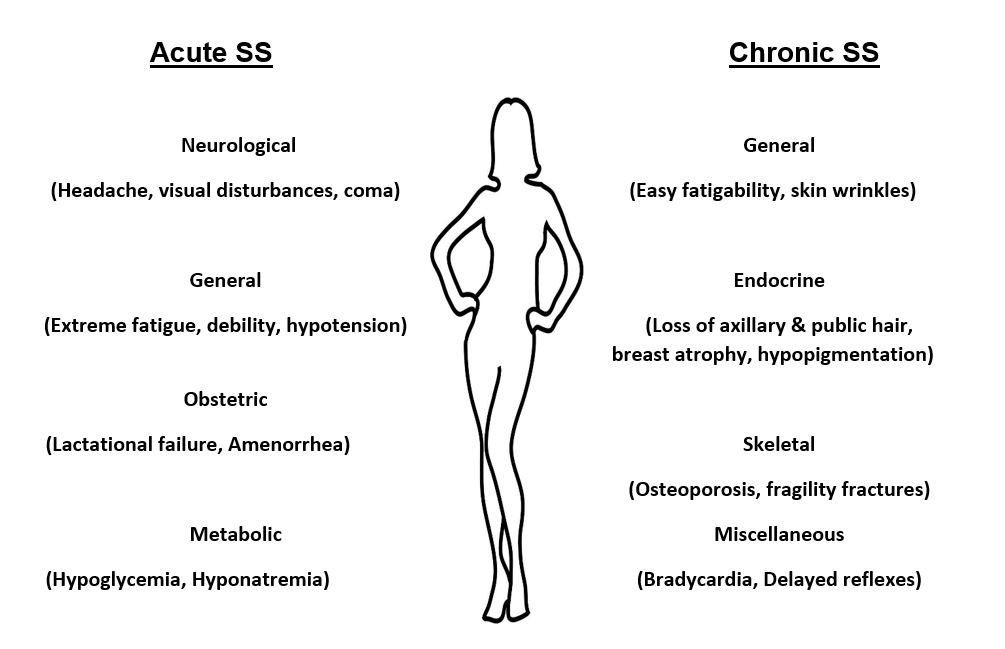 Acute SS
Neurological
(Headache, visual disturbances, coma)
General
(Extreme fatigue, debility, hypotension)
Obstetric
(Lactational failure, Amenorrhea)
Metabolic
(Hypoglycemia, Hyponatremia)
Chronic SS
General
(Easy fatigability, skin wrinkles)
Endocrine
(Loss of axillary & public hair,
breast atrophy, hypopigmentation)
Skeletal
(Osteoporosis, fragility fractures)
Miscellaneous
(Bradycardia, Delayed reflexes)